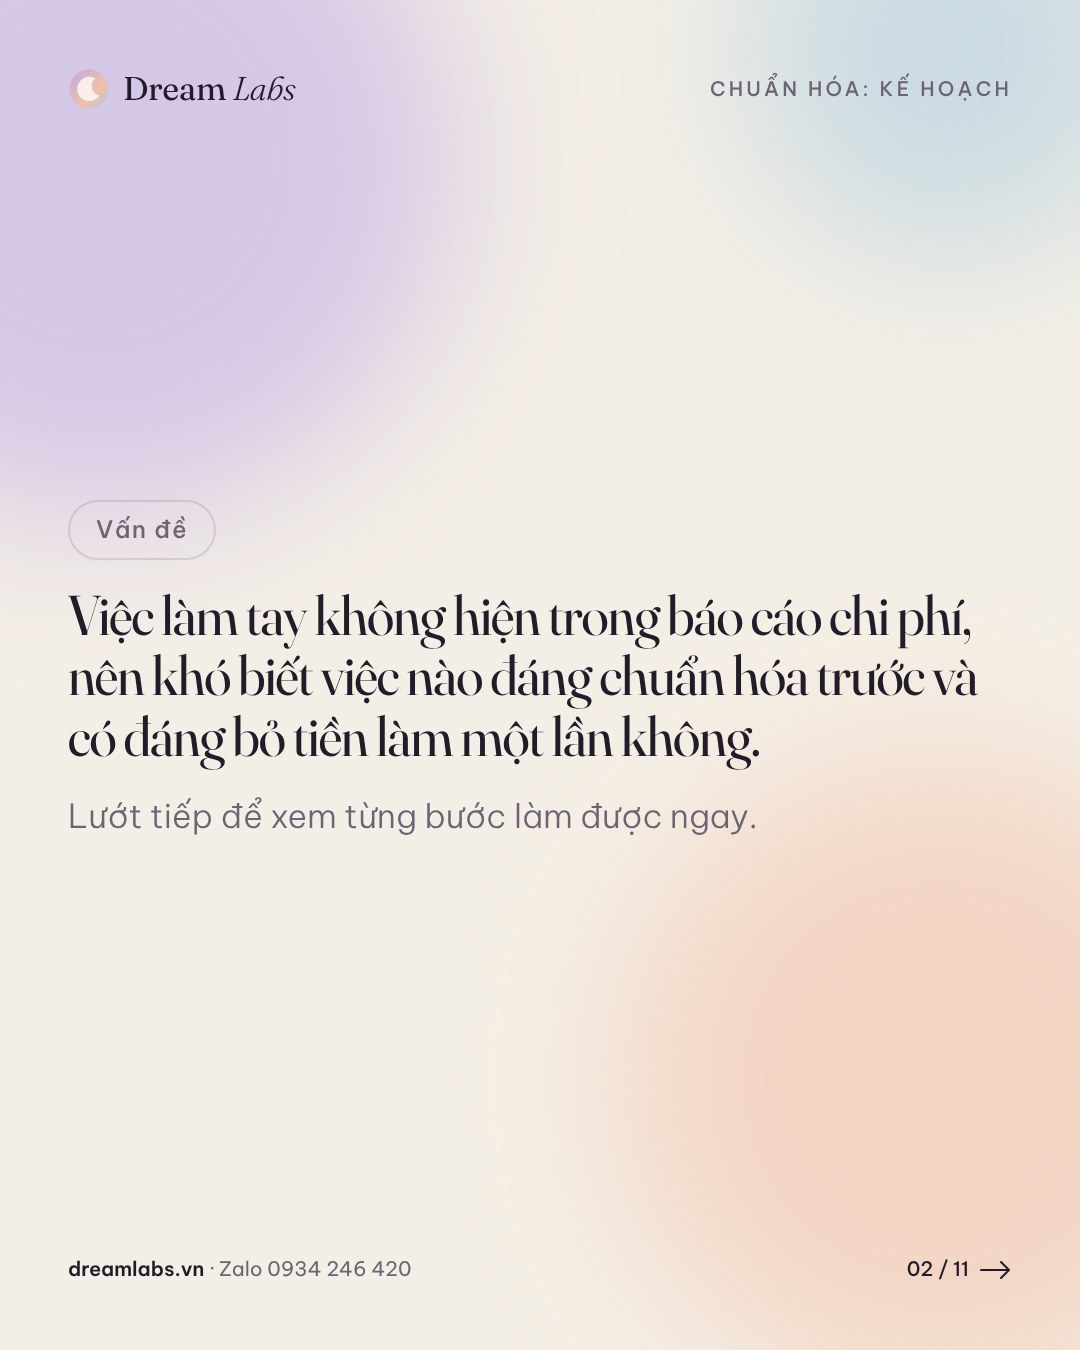 Dream Labs
CHUẨN HÓA: KẾ HOẠCH
Vấn đề
Việc làm tay không hiện trong báo cáo chi phí,
nên khó biết việc nào đáng chuẩn hóa trước và
có đáng bỏ tiền làm một lần không.
Lướt tiếp để xem từng bước làm được ngay.
dreamlabs.vn · Zalo 0934 246 420
02 / 11 →